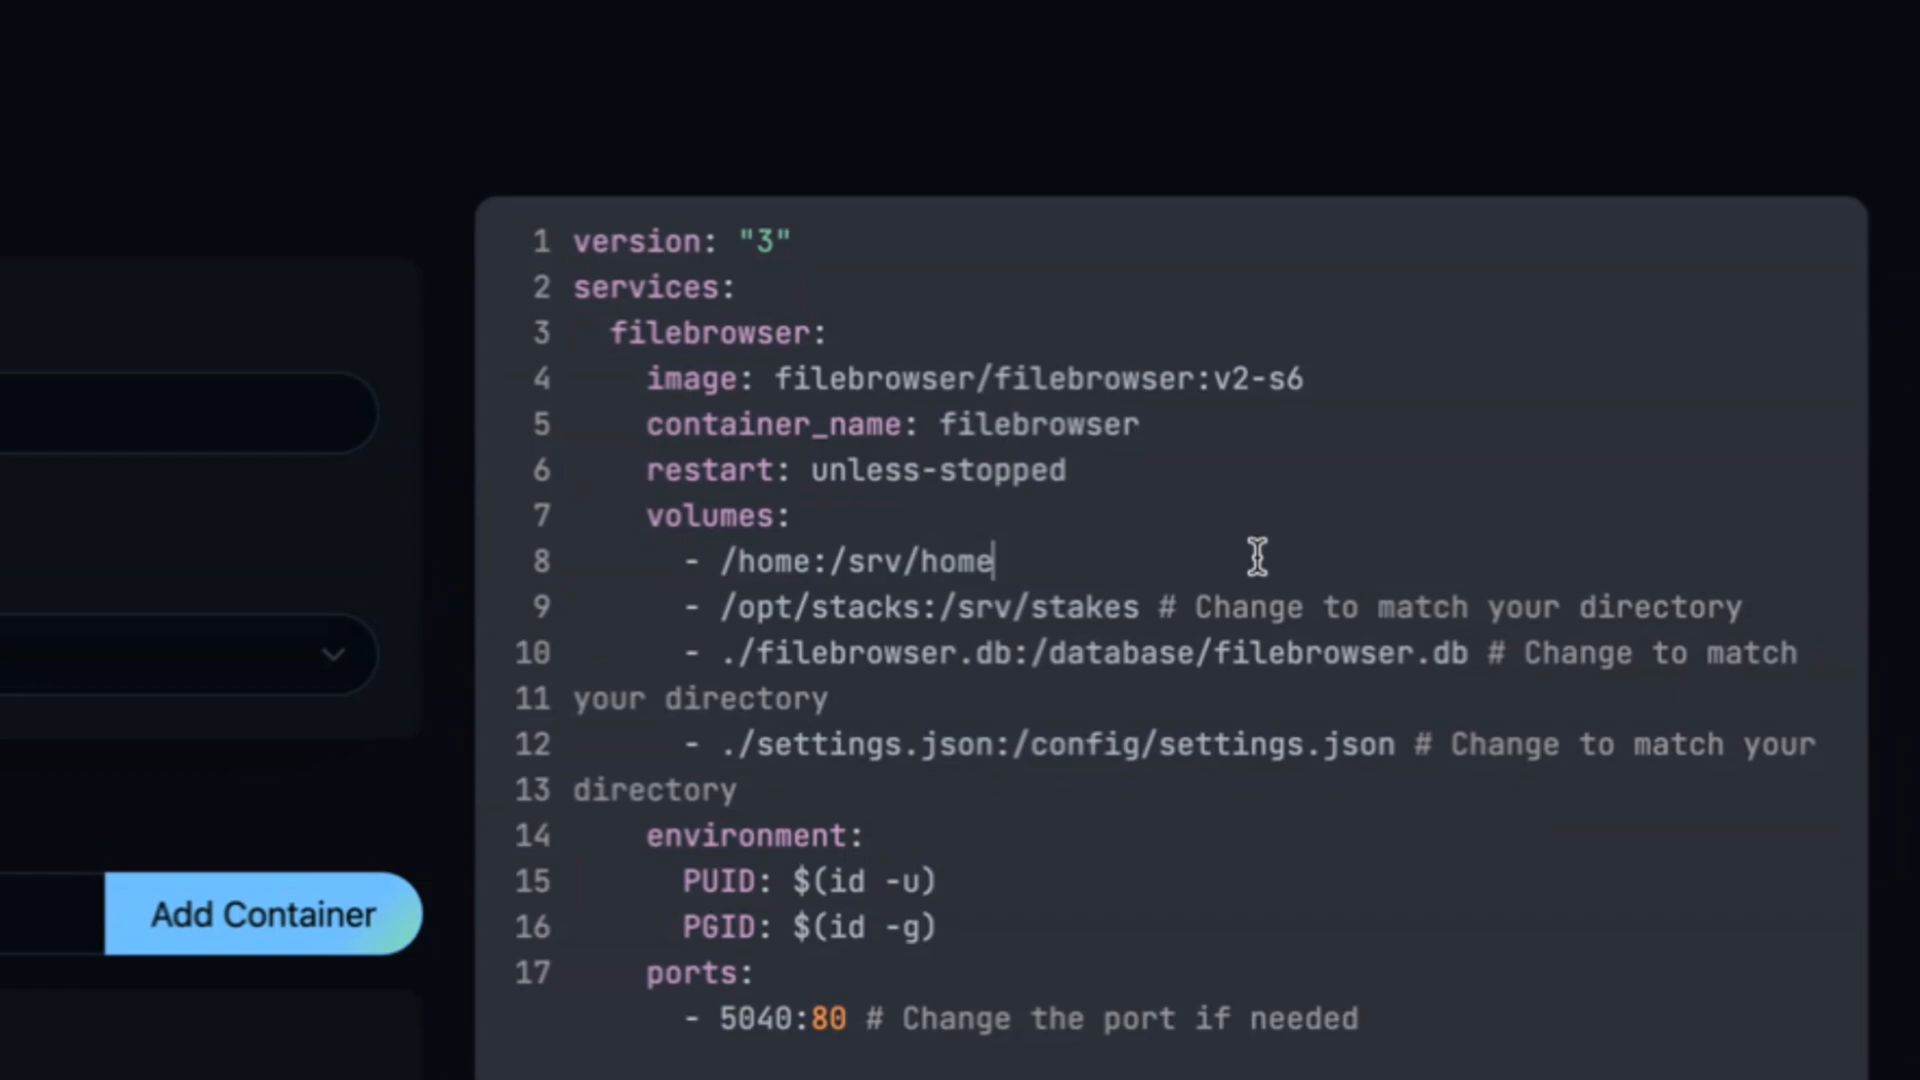 1 version: "3"
2 services:
3   filebrowser:
4     image: filebrowser/filebrowser:v2-s6
5     container_name: filebrowser
6     restart: unless-stopped
7     volumes:
8       - /home:/srv/home
9       - /opt/stacks:/srv/stakes # Change to match your directory
10       - ./filebrowser.db:/database/filebrowser.db # Change to match
11 your directory
12       - ./settings.json:/config/settings.json # Change to match your
13 directory
14     environment:
15       PUID: $(id -u)
16       PGID: $(id -g)
17     ports:
      - 5040:80 # Change the port if needed
Add Container